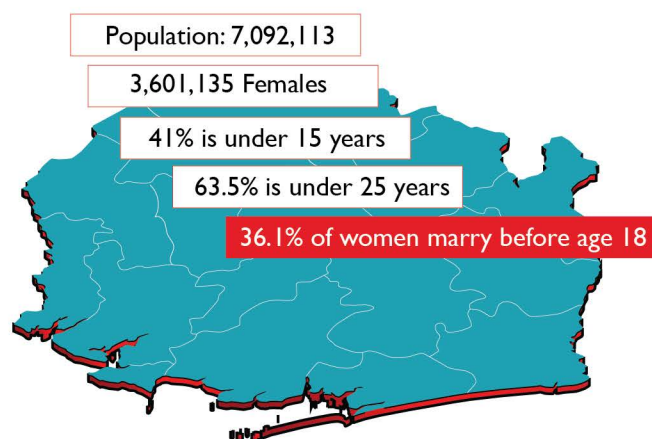 Population: 7,092,113
3,601,135 Females
41% is under 15 years
63.5% is under 25 years
36.1% of women marry before age 18